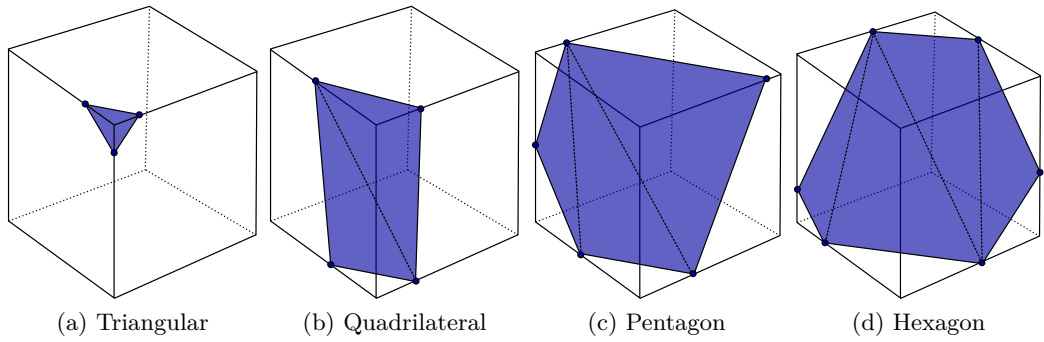 (a) Triangular
(b) Quadrilateral
(c) Pentagon
(d) Hexagon